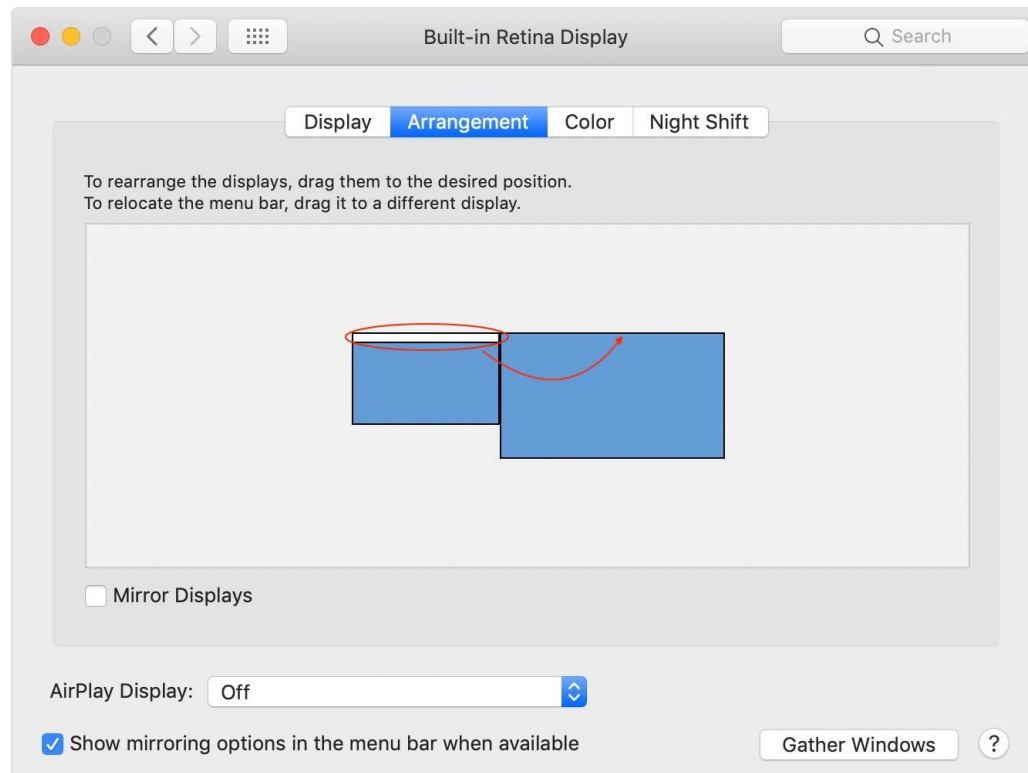 Built-in Retina Display
Search
Display
Arrangement
Color
Night Shift
To rearrange the displays, drag them to the desired position.
To relocate the menu bar, drag it to a different display.
Mirror Displays
AirPlay Display:
Off
Show mirroring options in the menu bar when available
Gather Windows
?